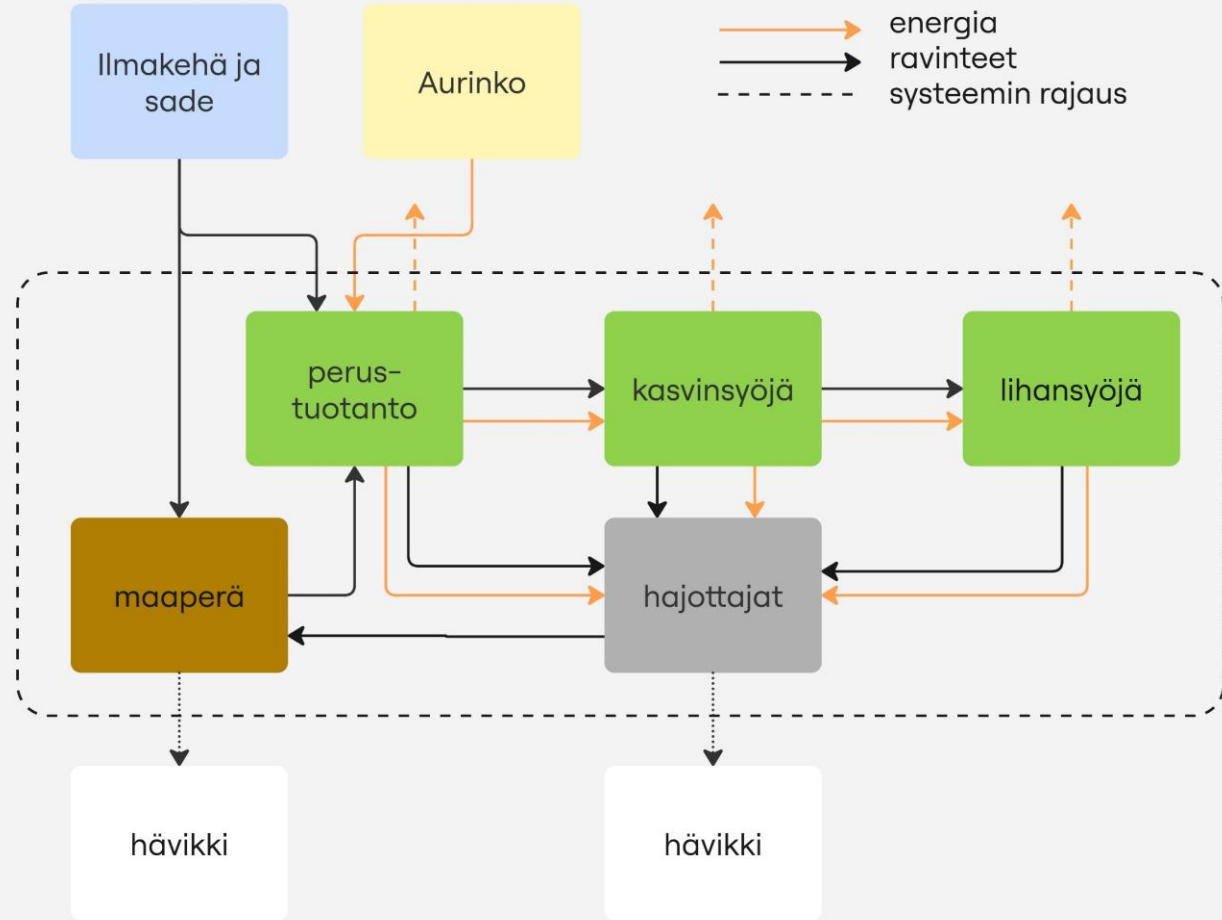 Ilmakehä ja
sade
Aurinko
energia
ravinteet
systeemin rajaus
perus-
tuotanto
kasvinsyöjä
lihansyöjä
maaperä
hajottajat
hävikki
hävikki